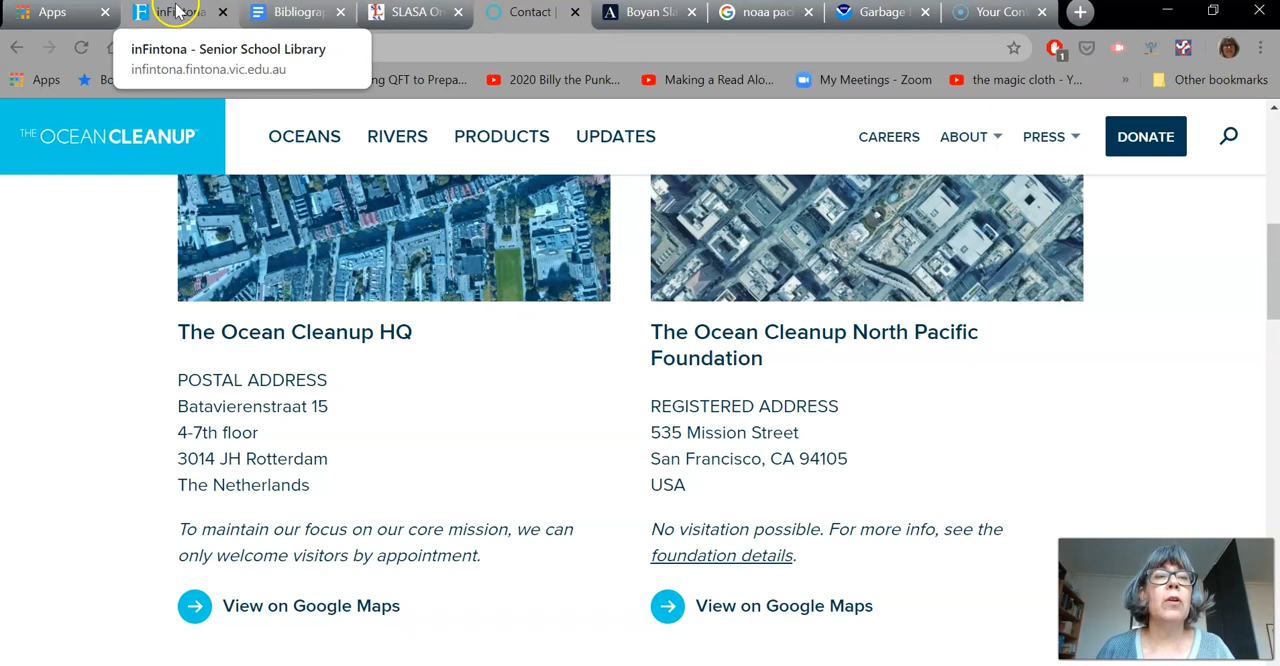 Apps
inFintona
Bibliogra
SLASA On
Contact |
Boyan Sla
noaa paci
Garbage
Your Con
inFintona - Senior School Library
infintona.fintona.vic.edu.au
Apps
Bo
ng QFT to Prepa...
2020 Billy the Punk...
Making a Read Alo...
My Meetings - Zoom
the magic cloth - Y...
»
Other bookmarks
1
THE OCEAN CLEANUP
OCEANS
RIVERS
PRODUCTS
UPDATES
CAREERS
ABOUT
PRESS
DONATE
The Ocean Cleanup HQ
POSTAL ADDRESS
Batavierenstraat 15
4-7th floor
3014 JH Rotterdam
The Netherlands
To maintain our focus on our core mission, we can
only welcome visitors by appointment.
View on Google Maps
The Ocean Cleanup North Pacific
Foundation
REGISTERED ADDRESS
535 Mission Street
San Francisco, CA 94105
USA
No visitation possible. For more info, see the
foundation details.
View on Google Maps